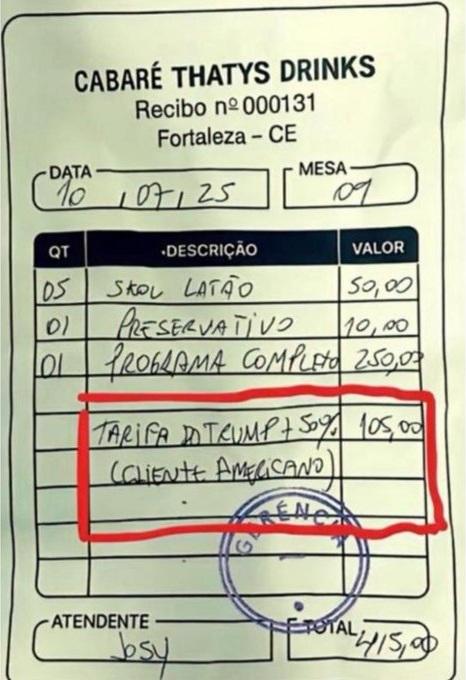 CABARÉ THATYS DRINKS
Recibo nº 000131
Fortaleza – CE
DATA
10 , 07, 25
MESA
09
QT ·DESCRIÇÃO VALOR
05 SKOL LATÃO 50,00
01 PRESERVATIVO 10,00
01 PROGRAMA COMPLETO 250,00
TARIFA DO TRUMP + 50% 105,00
(CLIENTE AMERICANO)
GERÊNCIA
ATENDENTE
Josy
TOTAL
415,00